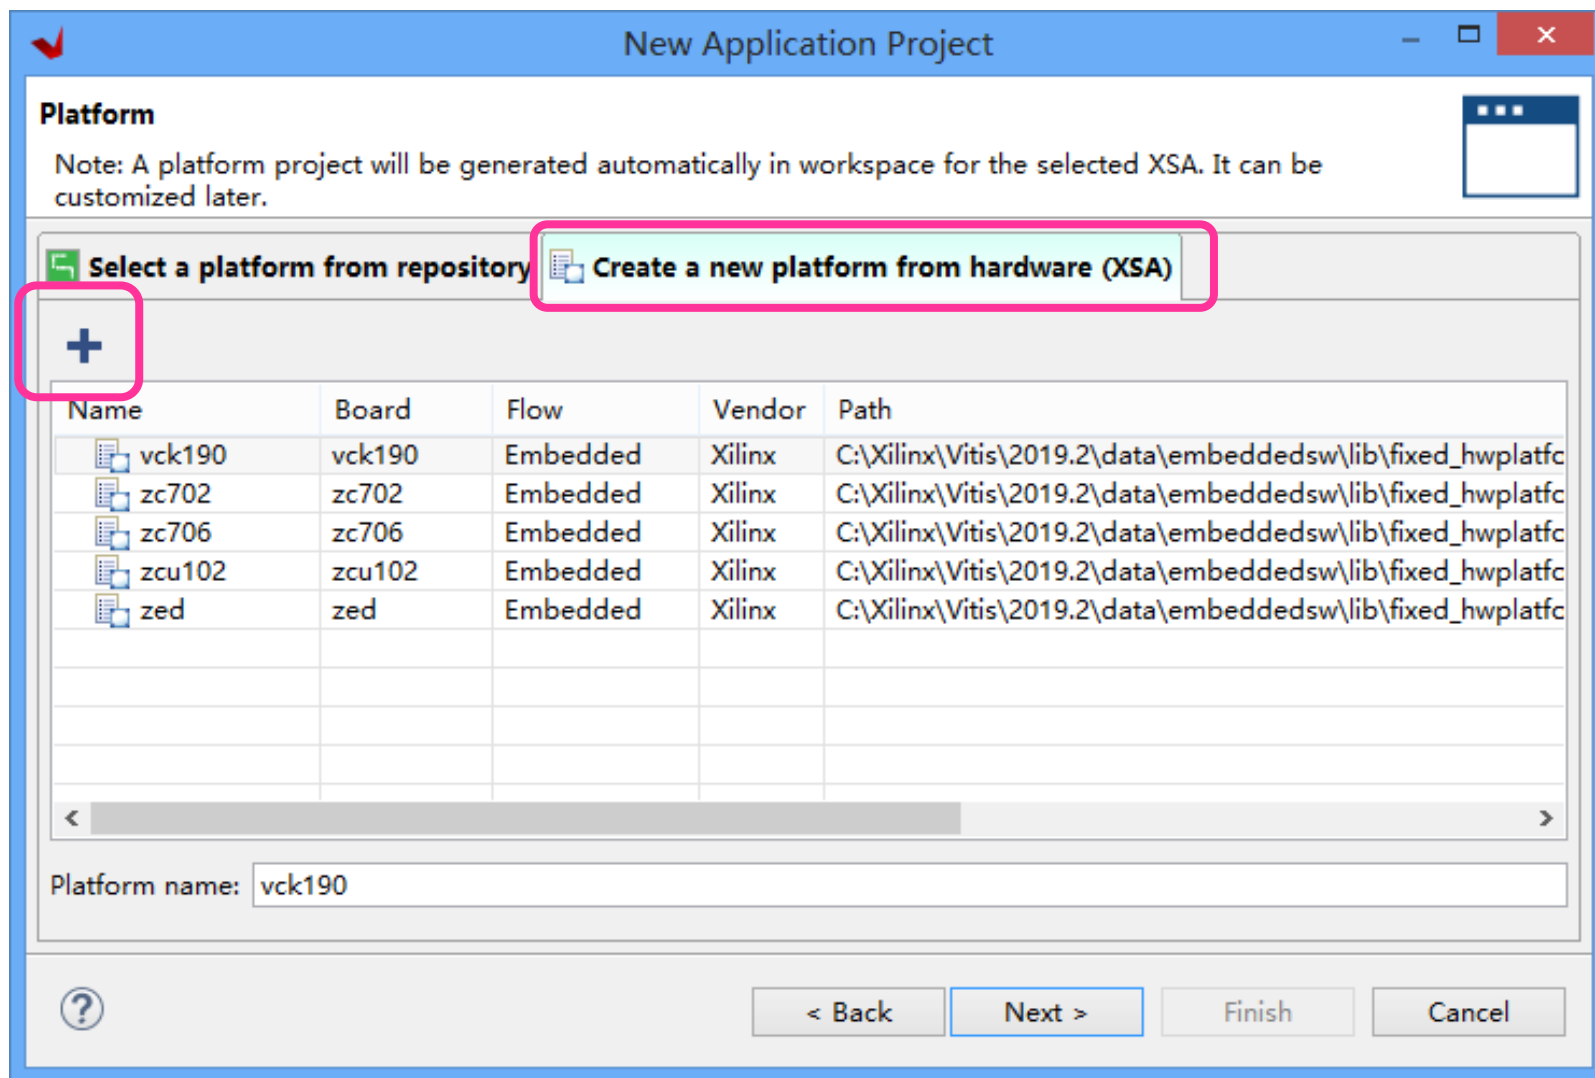 New Application Project
Platform
Note: A platform project will be generated automatically in workspace for the selected XSA. It can be
customized later.
Select a platform from repository Create a new platform from hardware (XSA)
Name Board Flow Vendor Path
vck190 vck190 Embedded Xilinx C:\Xilinx\Vitis\2019.2\data\embeddedsw\lib\fixed_hwplatfo
zc702 zc702 Embedded Xilinx C:\Xilinx\Vitis\2019.2\data\embeddedsw\lib\fixed_hwplatfo
zc706 zc706 Embedded Xilinx C:\Xilinx\Vitis\2019.2\data\embeddedsw\lib\fixed_hwplatfo
zcu102 zcu102 Embedded Xilinx C:\Xilinx\Vitis\2019.2\data\embeddedsw\lib\fixed_hwplatfo
zed zed Embedded Xilinx C:\Xilinx\Vitis\2019.2\data\embeddedsw\lib\fixed_hwplatfo
Platform name: vck190
? < Back Next > Finish Cancel